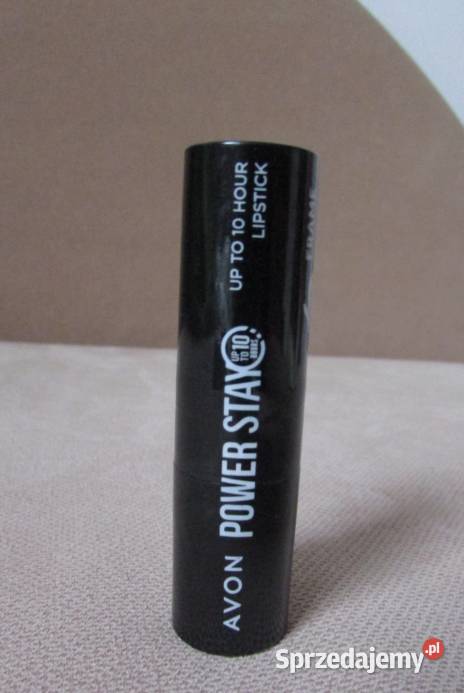 AVON POWER STAY UP TO 10 HOURS
UP TO 10 HOUR
LIPSTICK
Sprzedajemy.pl